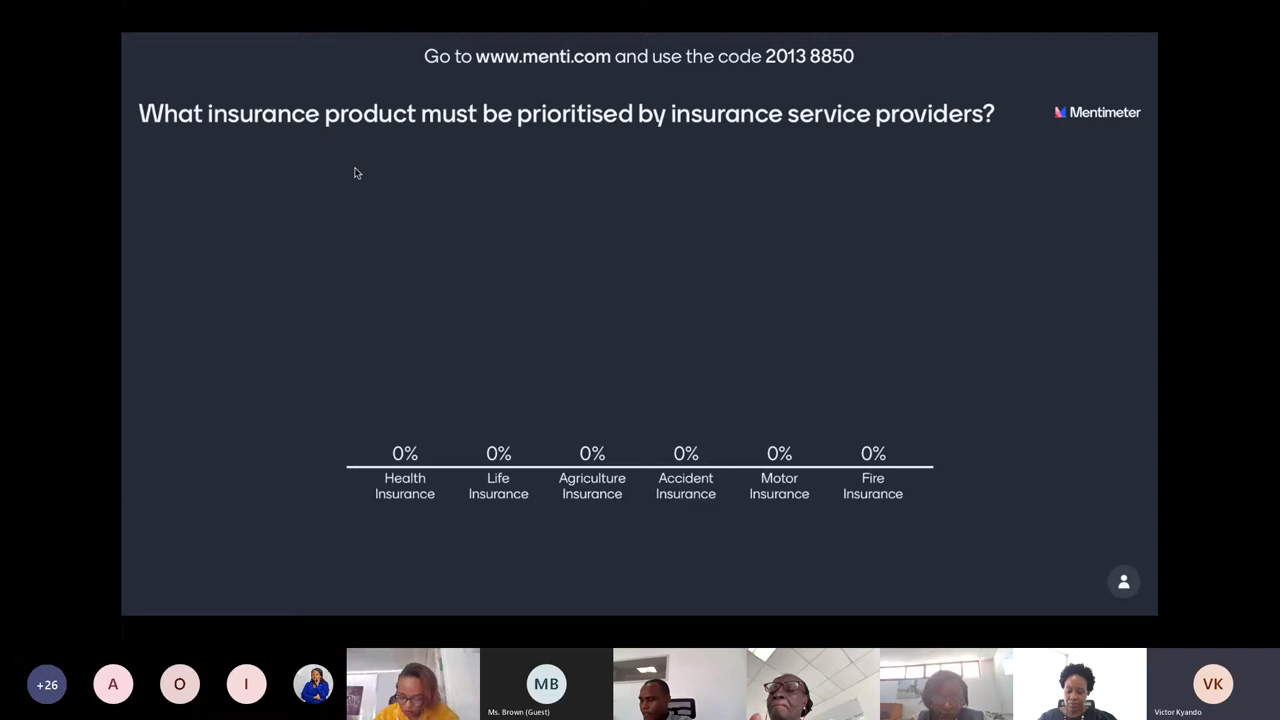 Go to www.menti.com and use the code 2013 8850
What insurance product must be prioritised by insurance service providers?
Mentimeter
0% 0% 0% 0% 0% 0%
Health Life Agriculture Accident Motor Fire
Insurance Insurance Insurance Insurance Insurance Insurance
+26 A O I MB VK
Ms. Brown (Guest) Victor Kyando